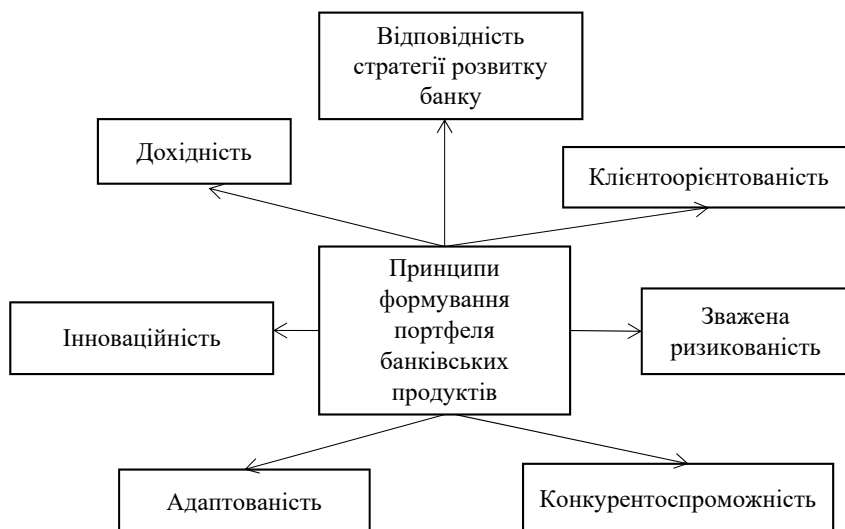 Відповідність
стратегії розвитку
банку
Дохідність
Клієнтоорієнтованість
Принципи
формування
портфеля
банківських
продуктів
Інноваційність
Зважена
ризикованість
Адаптованість
Конкурентоспроможність